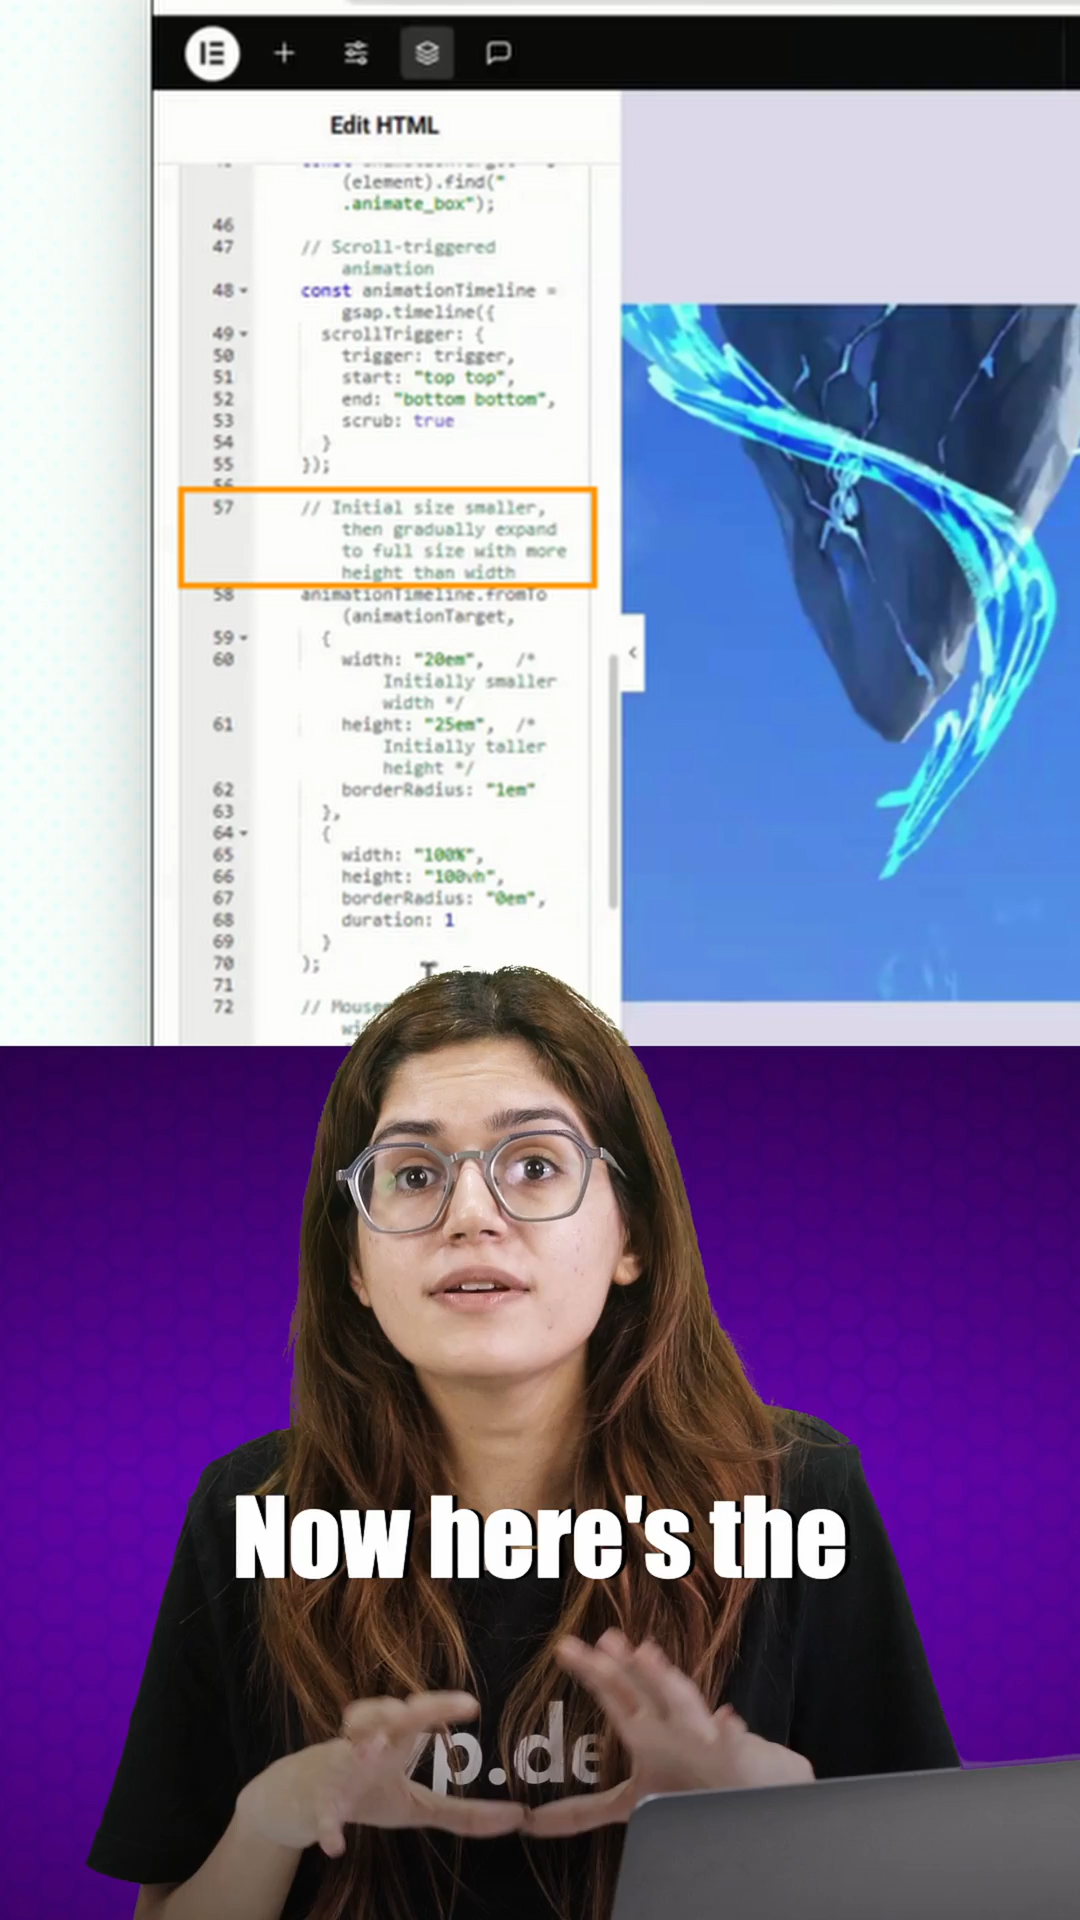 Edit HTML
(element).find("
.animate_box");
46
47 // Scroll-triggered
animation
48 const animationTimeline =
gsap.timeline({
49 scrollTrigger: {
50 trigger: trigger,
51 start: "top top",
52 end: "bottom bottom",
53 scrub: true
54 }
55 });
56
57 // Initial size smaller,
then gradually expand
to full size with more
height than width
58 animationTimeline.fromTo
(animationTarget,
59 {
60 width: "20em", /*
Initially smaller
width */
61 height: "25em", /*
Initially taller
height */
62 borderRadius: "1em"
63 },
64 {
65 width: "100%",
66 height: "100vh",
67 borderRadius: "0em",
68 duration: 1
69 }
70 );
71
72 //
Now here's the
yp.de